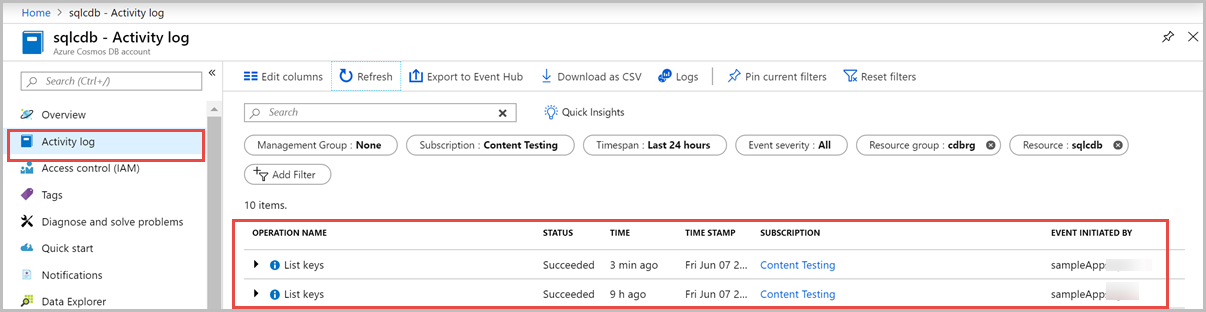 Home > sqlcdb - Activity log
sqlcdb - Activity log
Azure Cosmos DB account
Search (Ctrl+/)
Overview
Activity log
Access control (IAM)
Tags
Diagnose and solve problems
Quick start
Notifications
Data Explorer
Edit columns Refresh Export to Event Hub Download as CSV Logs Pin current filters Reset filters
Search Quick Insights
Management Group : None Subscription : Content Testing Timespan : Last 24 hours Event severity : All Resource group : cdbrg Resource : sqlcdb
Add Filter
10 items.
OPERATION NAME STATUS TIME TIME STAMP SUBSCRIPTION EVENT INITIATED BY
List keys Succeeded 3 min ago Fri Jun 07 2... Content Testing sampleApp
List keys Succeeded 9 h ago Fri Jun 07 2... Content Testing sampleApp